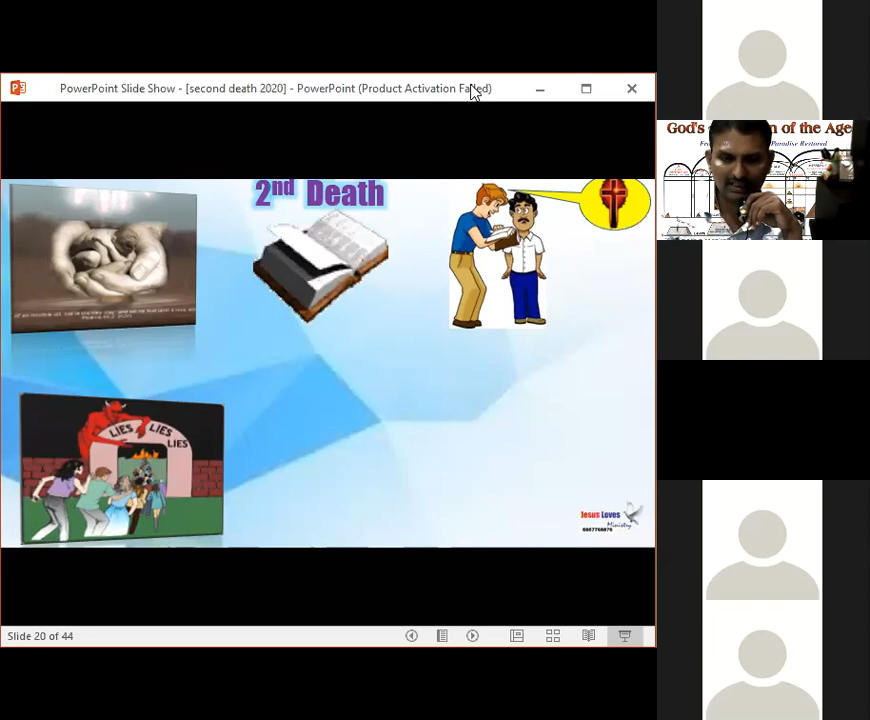 PowerPoint Slide Show - [second death 2020] - PowerPoint (Product Activation Failed)
2nd Death
LIES LIES
LIES
Jesus Loves
Ministry
Slide 20 of 44
God's
n of the Age
Paradise Restored